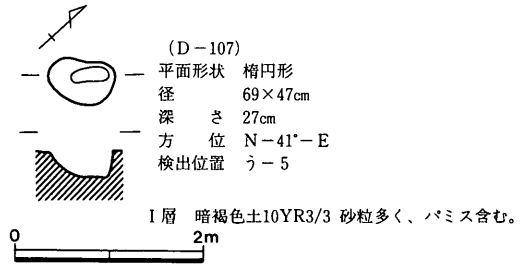 (D-107)
平面形状 楕円形
径 69×47cm
深さ 27cm
方位 N-41°-E
検出位置 う-5
I層 暗褐色土10YR3/3 砂粒多く、パミス含む。
0 2m